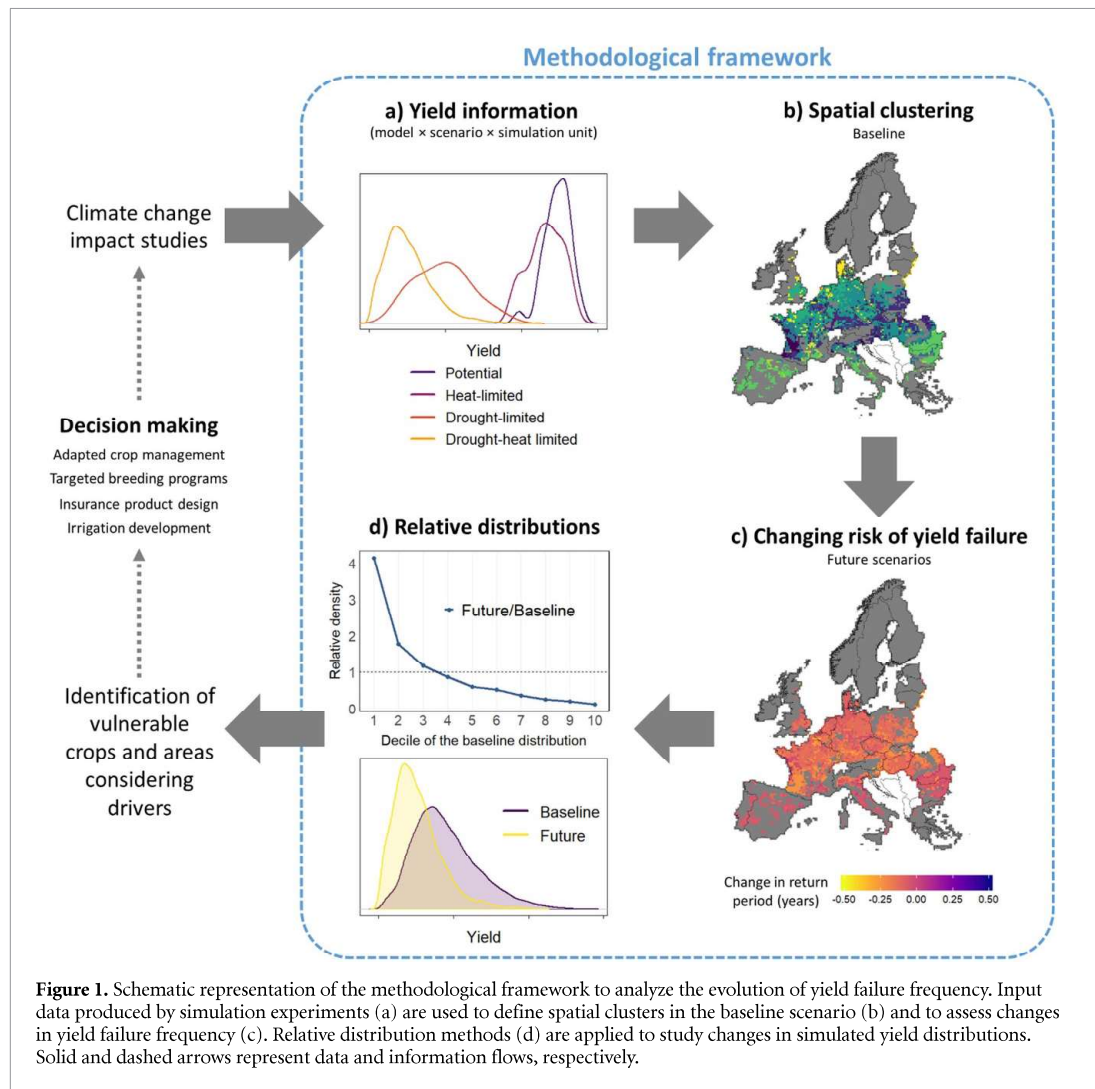 Methodological framework
a) Yield information
(model × scenario × simulation unit)
Yield
Potential
Heat-limited
Drought-limited
Drought-heat limited
b) Spatial clustering
Baseline
Climate change
impact studies
Decision making
Adapted crop management
Targeted breeding programs
Insurance product design
Irrigation development
Identification of
vulnerable
crops and areas
considering
drivers
d) Relative distributions
Relative density
4
3
2
1
0
Future/Baseline
1 2 3 4 5 6 7 8 9 10
Decile of the baseline distribution
Baseline
Future
Yield
c) Changing risk of yield failure
Future scenarios
Change in return
period (years)
-0.50 -0.25 0.00 0.25 0.50
Figure 1. Schematic representation of the methodological framework to analyze the evolution of yield failure frequency. Input
data produced by simulation experiments (a) are used to define spatial clusters in the baseline scenario (b) and to assess changes
in yield failure frequency (c). Relative distribution methods (d) are applied to study changes in simulated yield distributions.
Solid and dashed arrows represent data and information flows, respectively.